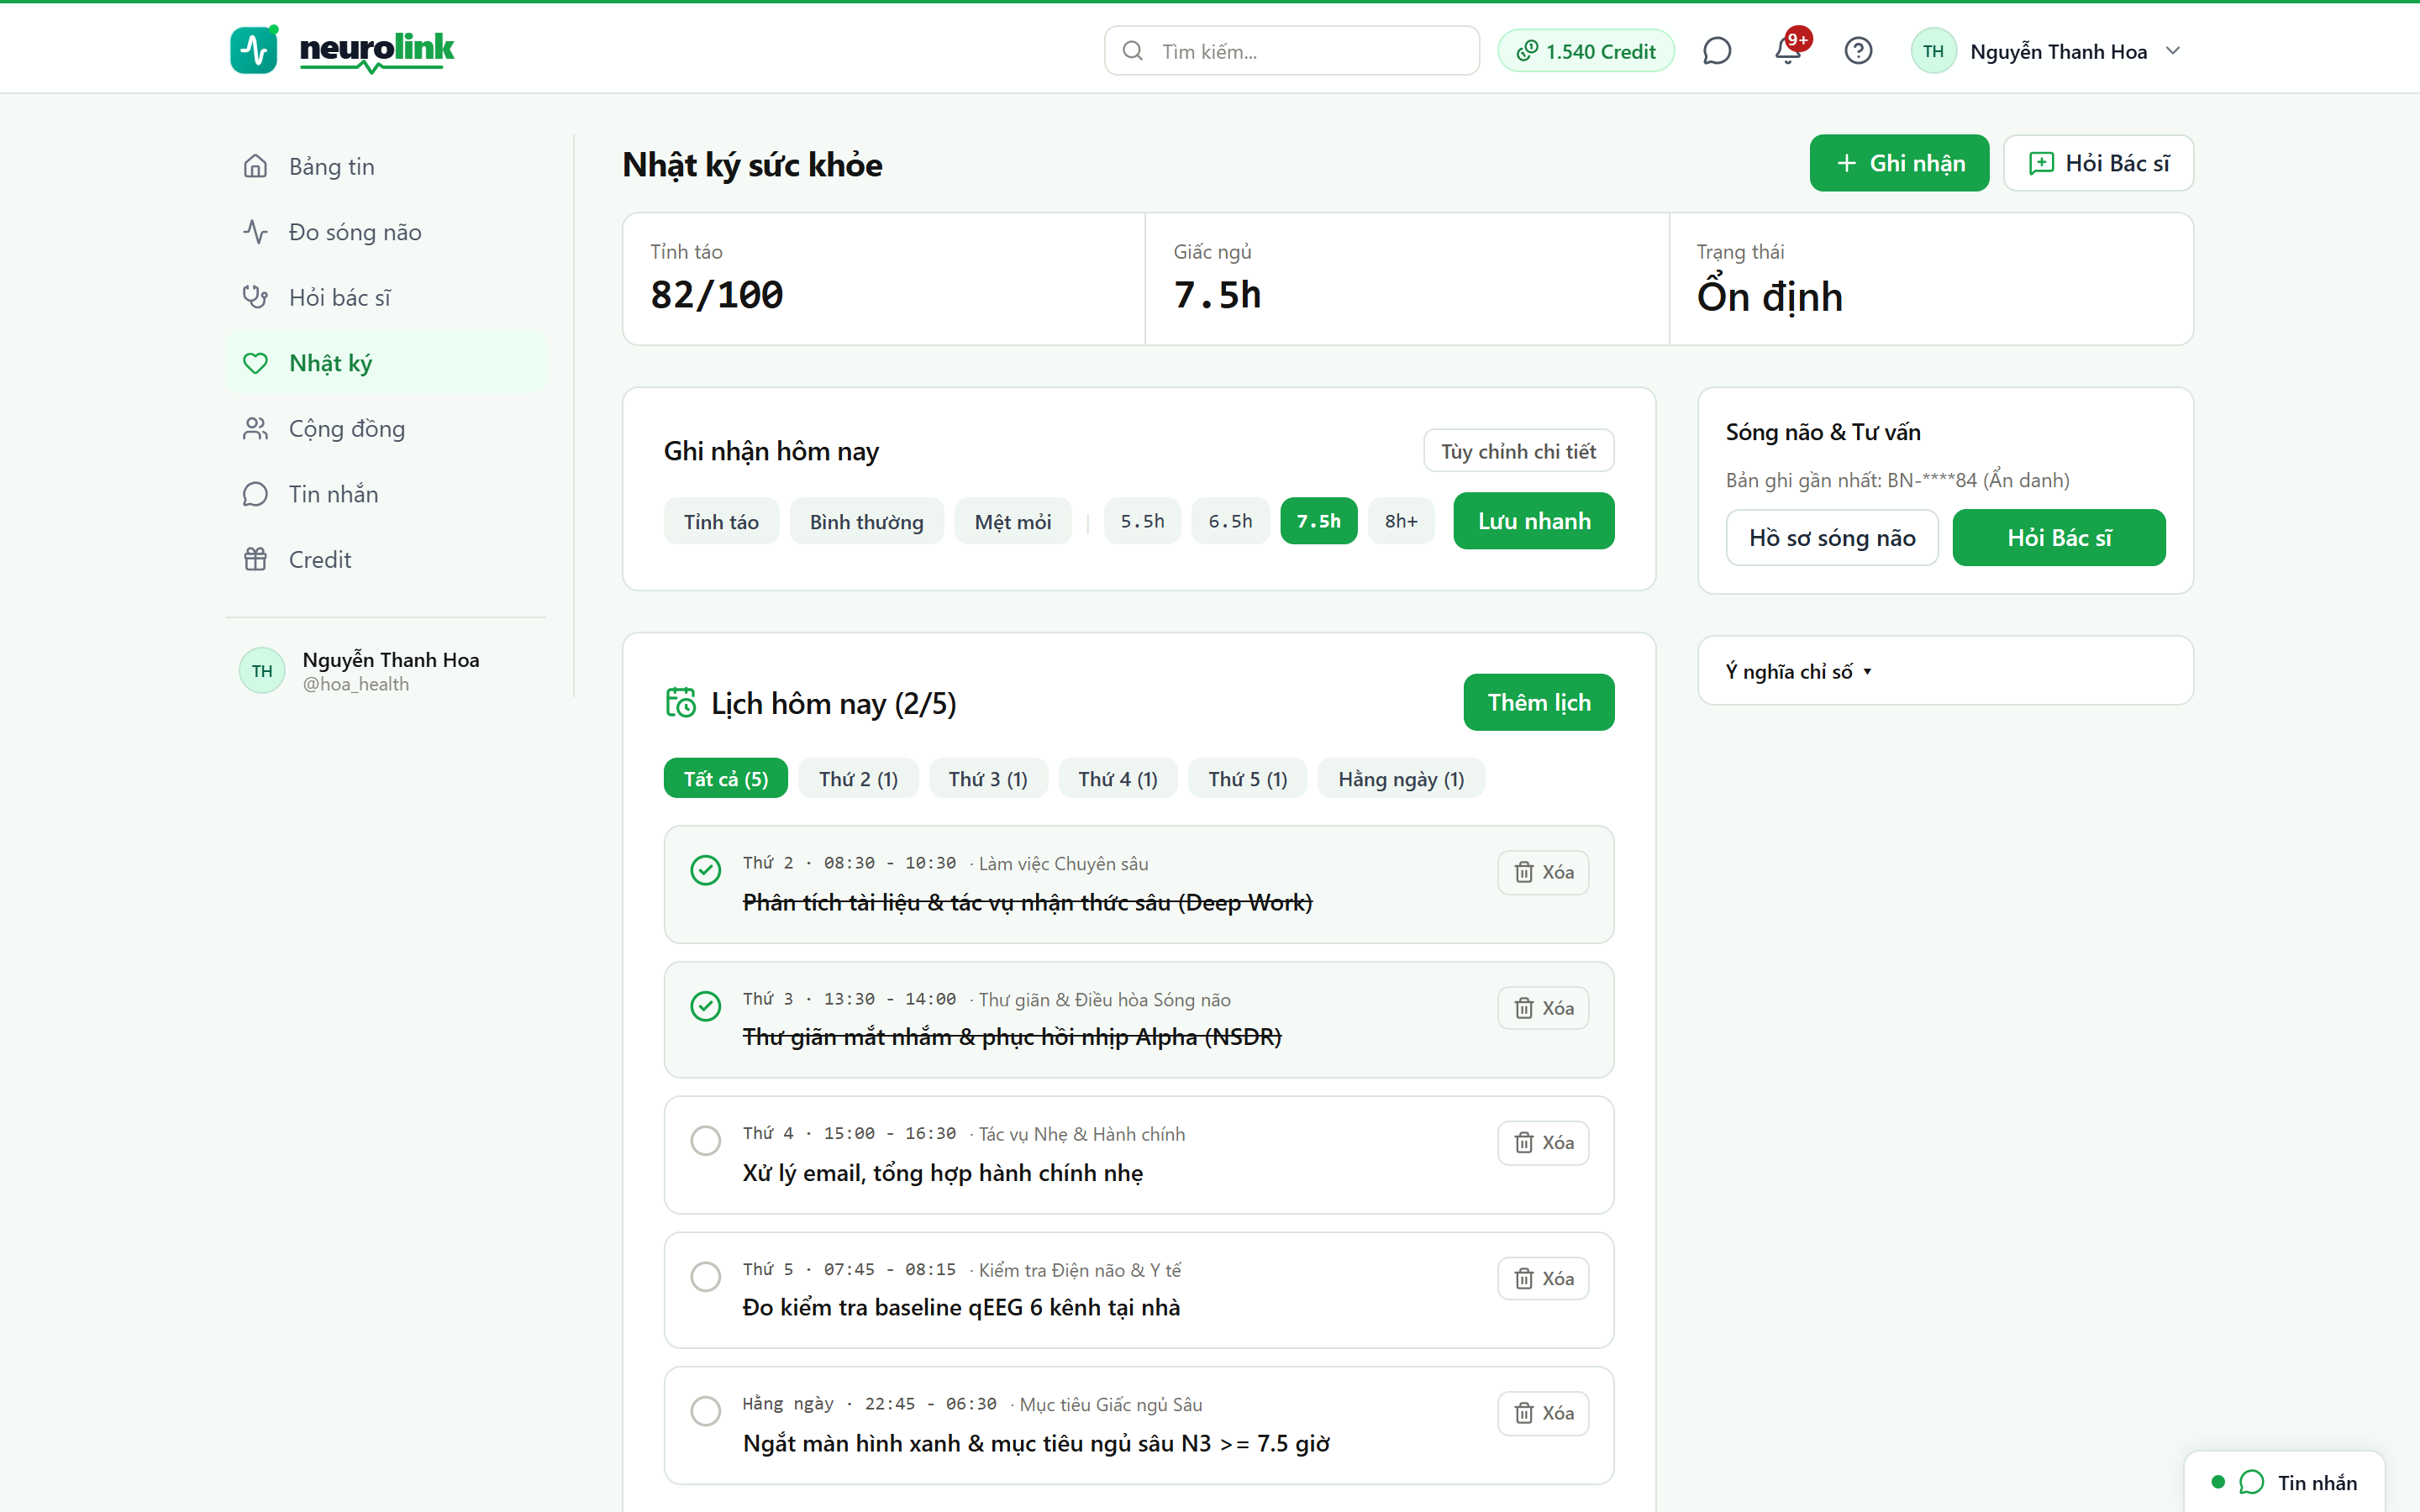 neurolink
Tìm kiếm...
1.540 Credit
9+
TH
Nguyễn Thanh Hoa
Bảng tin
Đo sóng não
Hỏi bác sĩ
Nhật ký
Cộng đồng
Tin nhắn
Credit
TH
Nguyễn Thanh Hoa
@hoa_health
Nhật ký sức khỏe
Ghi nhận
Hỏi Bác sĩ
Tỉnh táo
82/100
Giấc ngủ
7.5h
Trạng thái
Ổn định
Ghi nhận hôm nay
Tùy chỉnh chi tiết
Tỉnh táo
Bình thường
Mệt mỏi
5.5h
6.5h
7.5h
8h+
Lưu nhanh
Sóng não & Tư vấn
Bản ghi gần nhất: BN-****84 (Ẩn danh)
Hồ sơ sóng não
Hỏi Bác sĩ
Ý nghĩa chỉ số
Lịch hôm nay (2/5)
Thêm lịch
Tất cả (5)
Thứ 2 (1)
Thứ 3 (1)
Thứ 4 (1)
Thứ 5 (1)
Hằng ngày (1)
Thứ 2 · 08:30 - 10:30 · Làm việc Chuyên sâu
Phân tích tài liệu & tác vụ nhận thức sâu (Deep Work)
Xóa
Thứ 3 · 13:30 - 14:00 · Thư giãn & Điều hòa Sóng não
Thư giãn mắt nhắm & phục hồi nhịp Alpha (NSDR)
Xóa
Thứ 4 · 15:00 - 16:30 · Tác vụ Nhẹ & Hành chính
Xử lý email, tổng hợp hành chính nhẹ
Xóa
Thứ 5 · 07:45 - 08:15 · Kiểm tra Điện não & Y tế
Đo kiểm tra baseline qEEG 6 kênh tại nhà
Xóa
Hằng ngày · 22:45 - 06:30 · Mục tiêu Giấc ngủ Sâu
Ngắt màn hình xanh & mục tiêu ngủ sâu N3 >= 7.5 giờ
Xóa
Tin nhắn